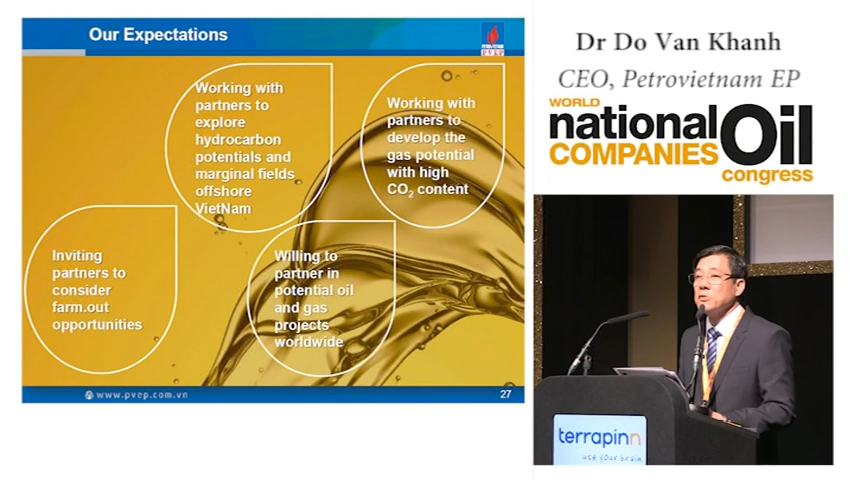 Our Expectations
PVEP
Working with
partners to
explore
hydrocarbon
potentials and
marginal fields
offshore
VietNam
Working with
partners to
develop the
gas potential
with high
CO2 content
Inviting
partners to
consider
farm.out
opportunities
Willing to
partner in
potential oil
and gas
projects
worldwide
www.pvep.com.vn
27
Dr Do Van Khanh
CEO, Petrovietnam EP
WORLD
national Oil
COMPANIES
congress
terrapinn
use your brain